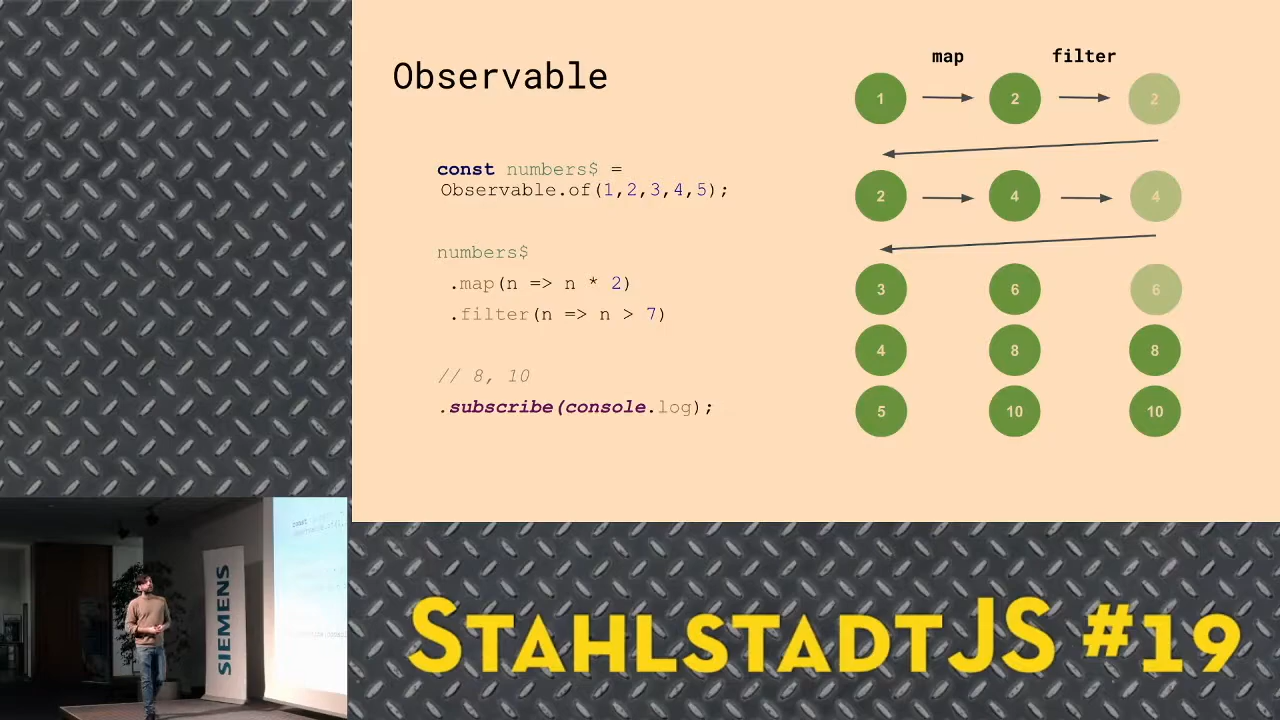 Observable
const numbers$ =
Observable.of(1,2,3,4,5);
numbers$
.map(n => n * 2)
.filter(n => n > 7)
// 8, 10
.subscribe(console.log);
map filter
1 2 2
2 4 4
3 6 6
4 8 8
5 10 10
SIEMENS
STAHLSTADTJS #19